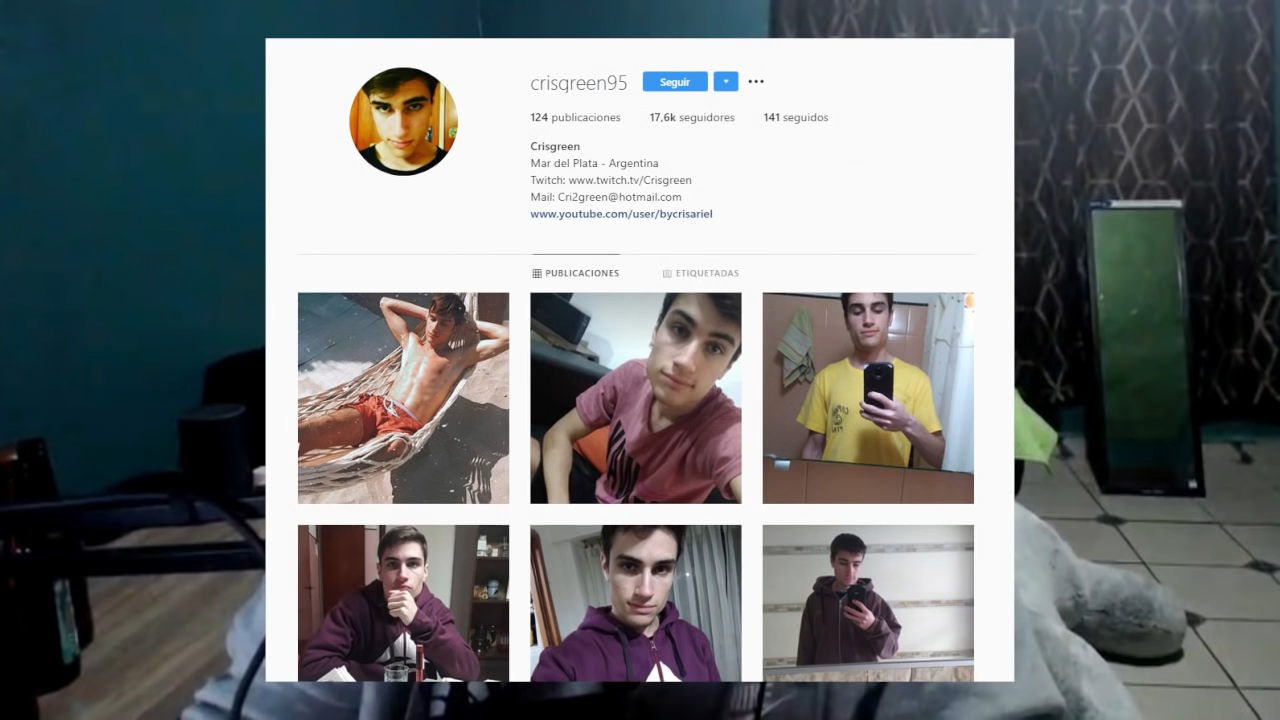 crisgreen95 Seguir
124 publicaciones 17,6k seguidores 141 seguidos
Crisgreen
Mar del Plata - Argentina
Twitch: www.twitch.tv/Crisgreen
Mail: Cri2green@hotmail.com
www.youtube.com/user/bycrisariel
PUBLICACIONES ETIQUETADAS